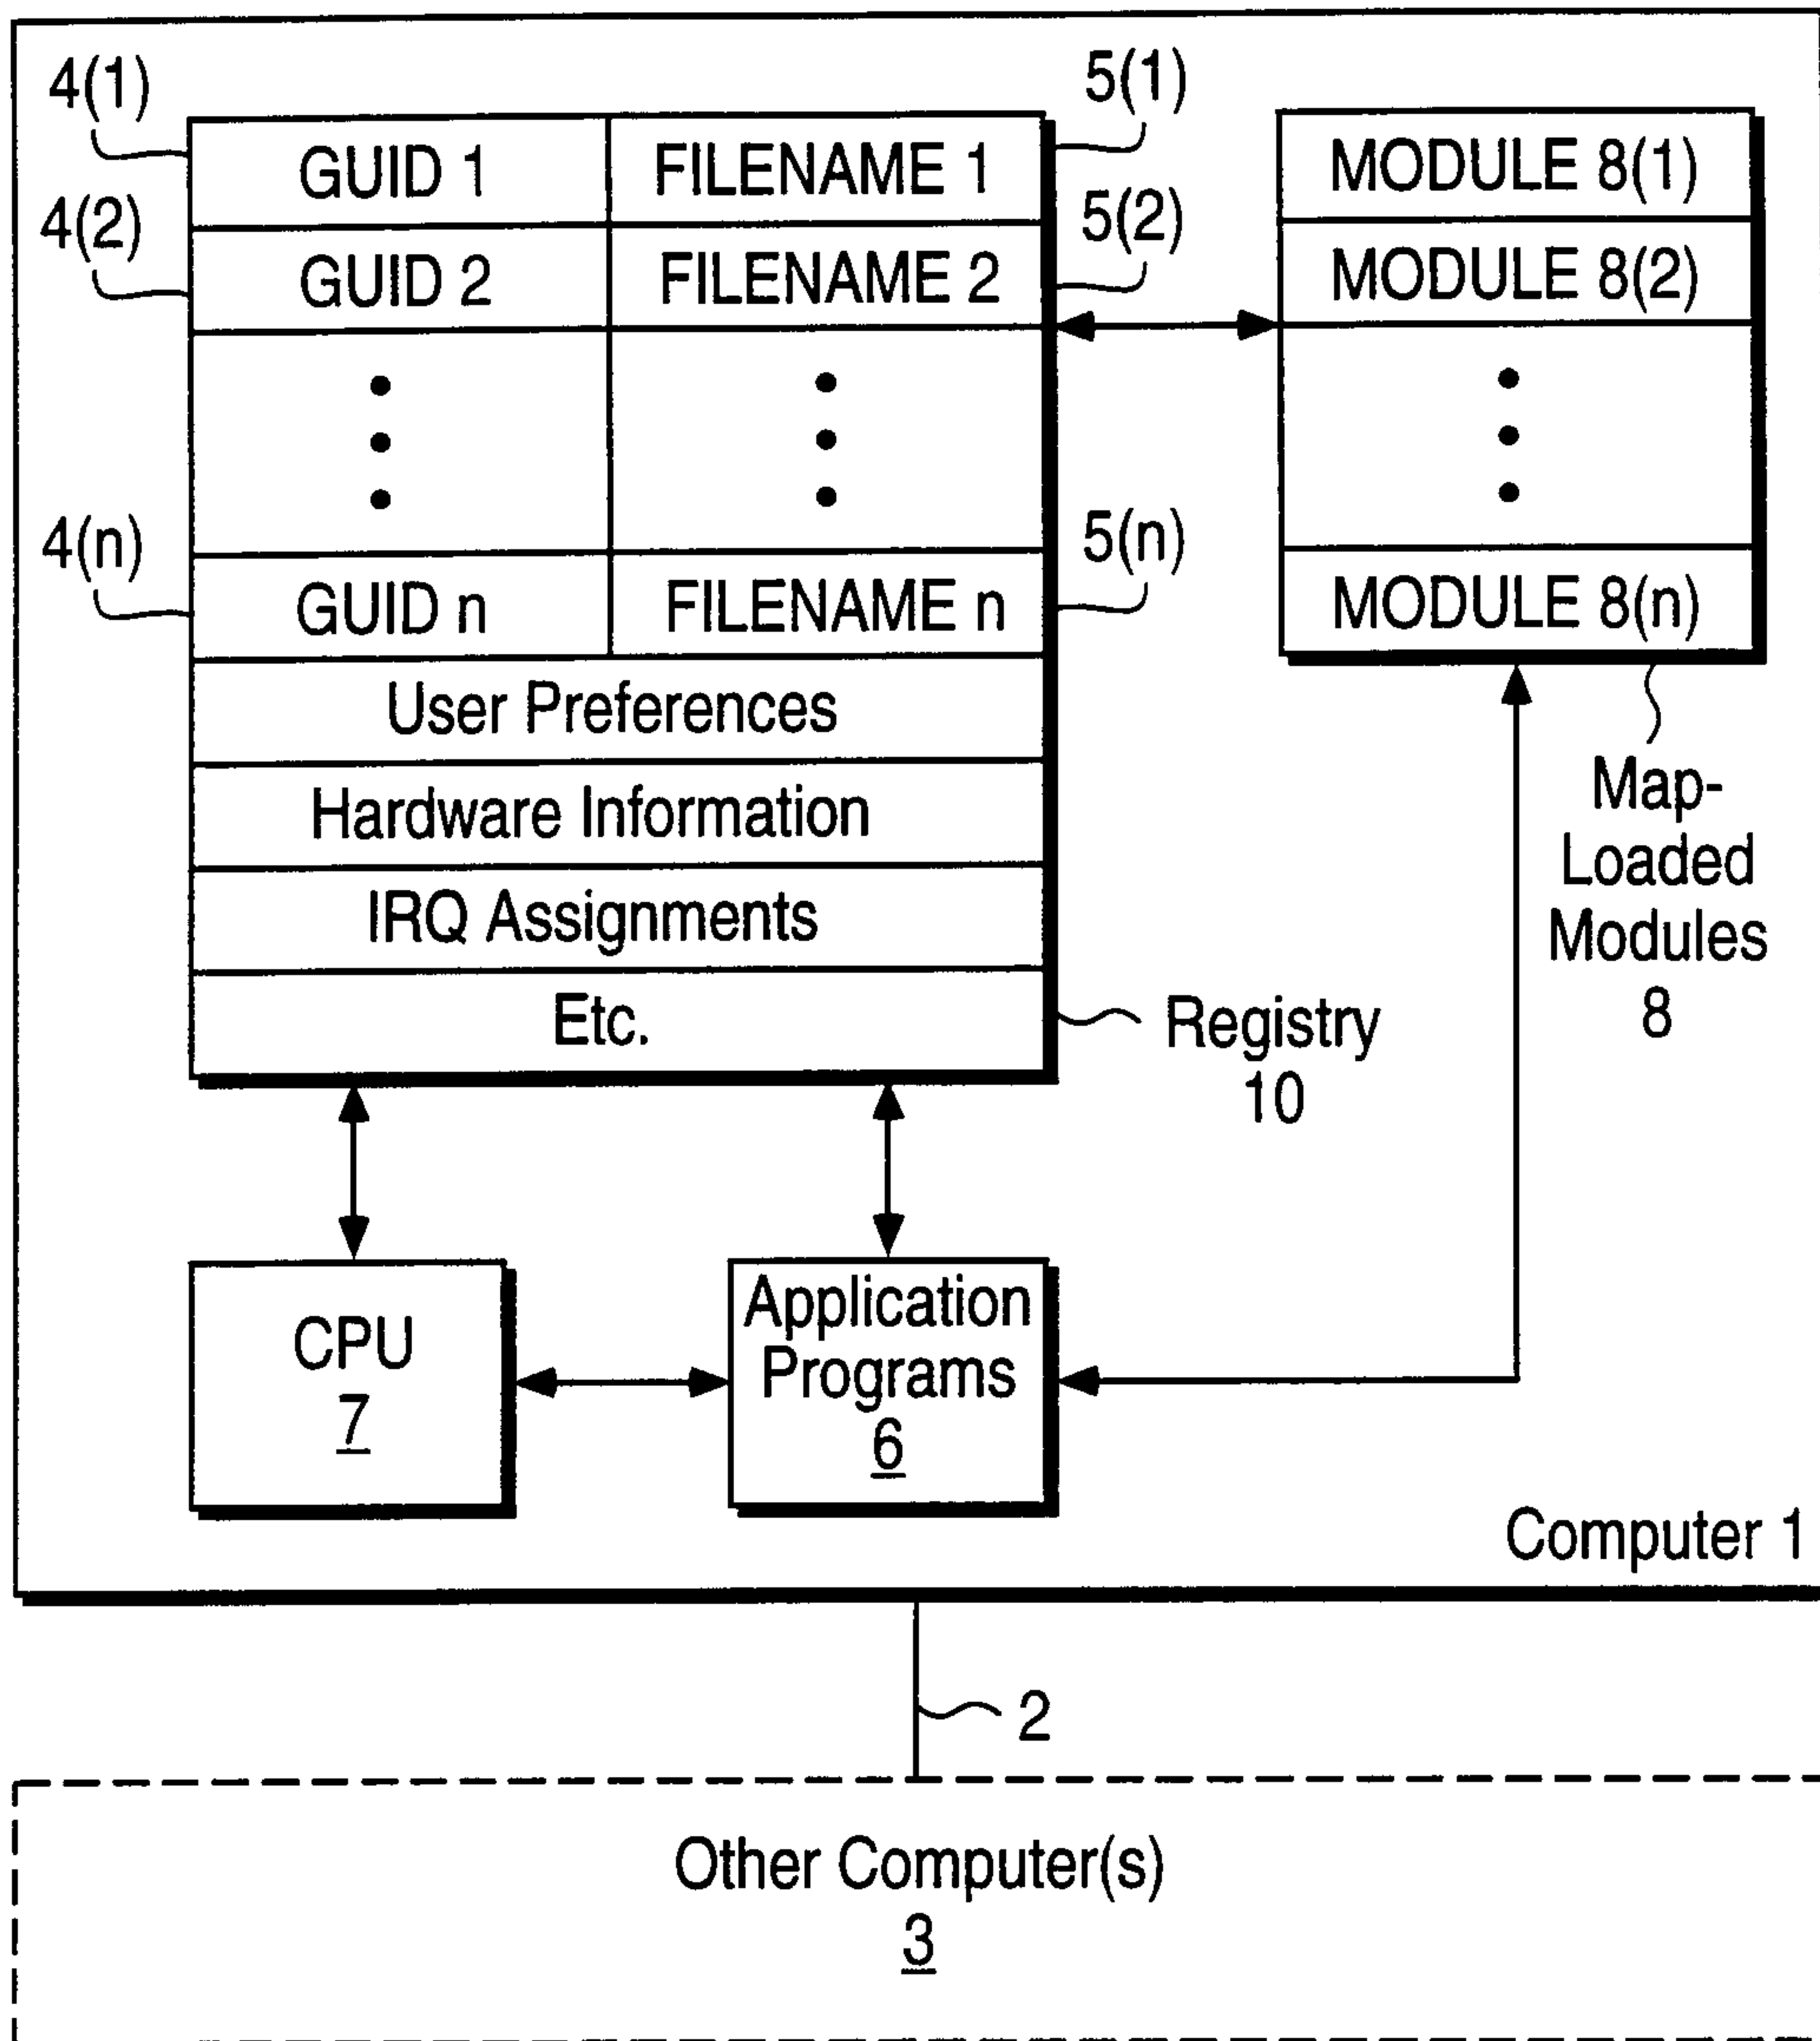 4(1)
5(1)
GUID 1 FILENAME 1
MODULE 8(1)
4(2)
5(2)
GUID 2 FILENAME 2
MODULE 8(2)
4(n)
5(n)
GUID n FILENAME n
MODULE 8(n)
User Preferences
Hardware Information
IRQ Assignments
Etc.
Map-
Loaded
Modules
8
Registry
10
CPU
7
Application
Programs
6
Computer 1
2
Other Computer(s)
3